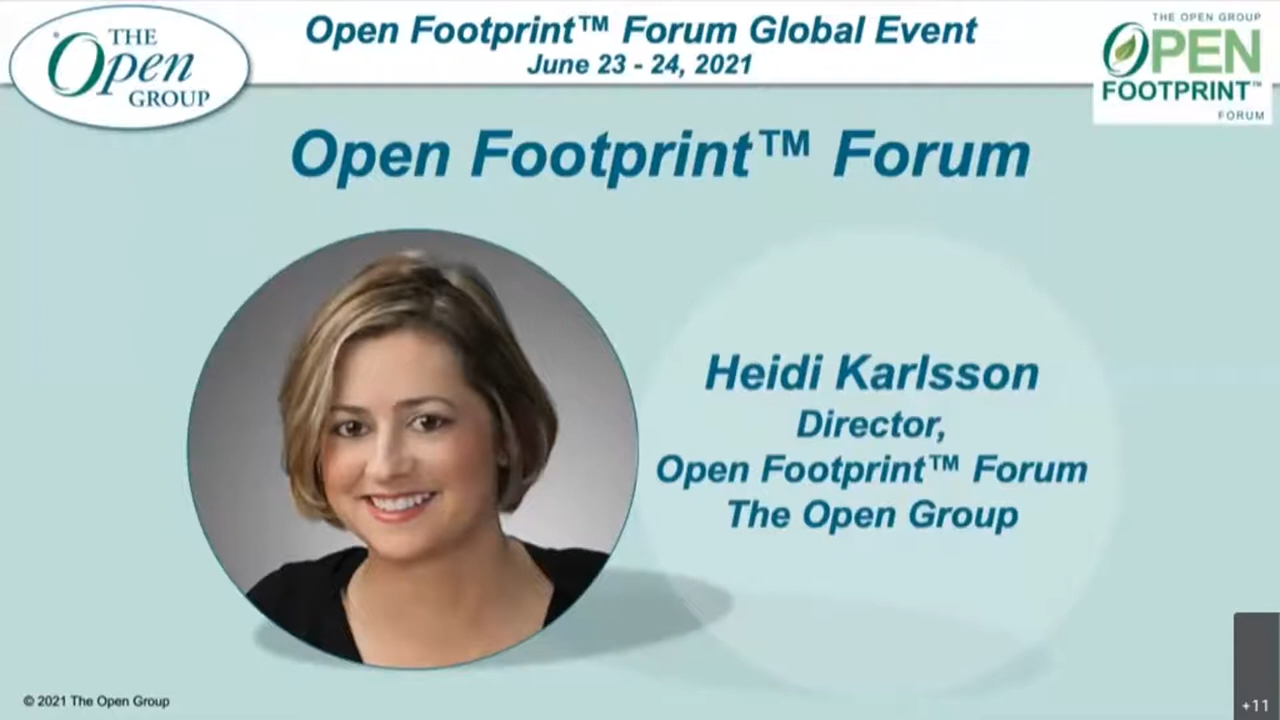 THE
Open
GROUP
Open Footprint™ Forum Global Event
June 23 - 24, 2021
THE OPEN GROUP
OPEN
FOOTPRINT™
FORUM
Open Footprint™ Forum
Heidi Karlsson
Director,
Open Footprint™ Forum
The Open Group
© 2021 The Open Group
+11